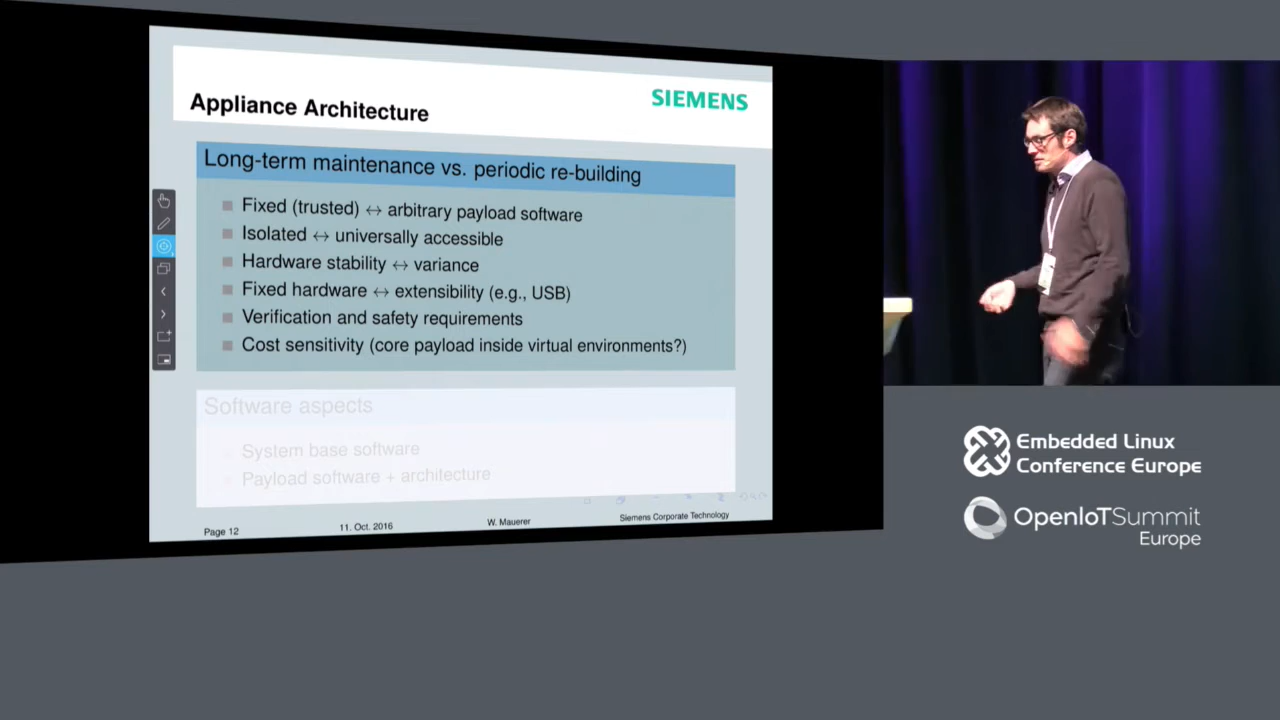 Appliance Architecture
SIEMENS
Long-term maintenance vs. periodic re-building
Fixed (trusted) ↔ arbitrary payload software
Isolated ↔ universally accessible
Hardware stability ↔ variance
Fixed hardware ↔ extensibility (e.g., USB)
Verification and safety requirements
Cost sensitivity (core payload inside virtual environments?)
Software aspects
System base software
Payload software + architecture
Page 12
11. Oct. 2016
W. Mauerer
Siemens Corporate Technology
Embedded Linux
Conference Europe
OpenIoTSummit
Europe